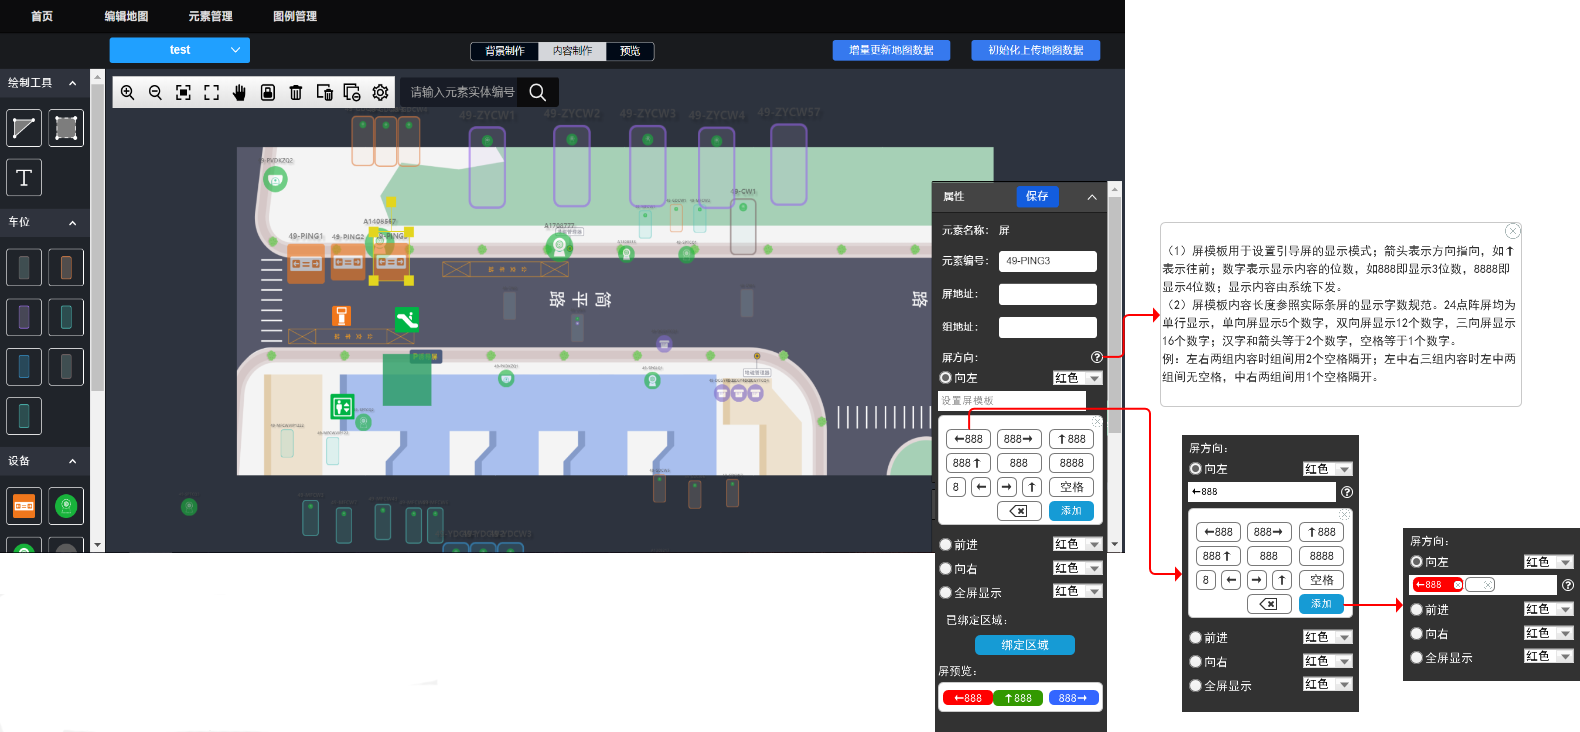 首页 编辑地图 元素管理 图例管理
test
背景制作 内容制作 预览
增量更新地图数据 初始化上传地图数据
绘制工具
请输入元素实体编号
T
车位
设备
49-ZYCW1 49-ZYCW2 49-ZYCW3 49-ZYCW4 49-ZYCW57
49-CW1
A1408567
A1708777
49-PING1 49-PING2 49-PING3
路 平 简
路
属性 保存
元素名称： 屏
元素编号： 49-PING3
屏地址：
组地址：
屏方向：
向左 红色
设置屏模板
←888 888→ ↑888
888↑ 888 8888
8 ← → ↑ 空格
添加
前进 红色
向右 红色
全屏显示 红色
已绑定区域：
绑定区域
屏预览：
←888 ↑888 888→
（1）屏模板用于设置引导屏的显示模式；箭头表示方向指向，如↑
表示往前；数字表示显示内容的位数，如888即显示3位数，8888即
显示4位数；显示内容由系统下发。
（2）屏模板内容长度参照实际条屏的显示字数规范。24点阵屏均为
单行显示，单向屏显示5个数字，双向屏显示12个数字，三向屏显示
16个数字；汉字和箭头等于2个数字，空格等于1个数字。
例：左右两组内容时组间用2个空格隔开；左中右三组内容时左中两
组间无空格，中右两组间用1个空格隔开。
屏方向：
向左 红色
←888
←888 888→ ↑888
888↑ 888 8888
8 ← → ↑ 空格
添加
前进 红色
向右 红色
全屏显示 红色
屏方向：
向左 红色
←888
前进 红色
向右 红色
全屏显示 红色